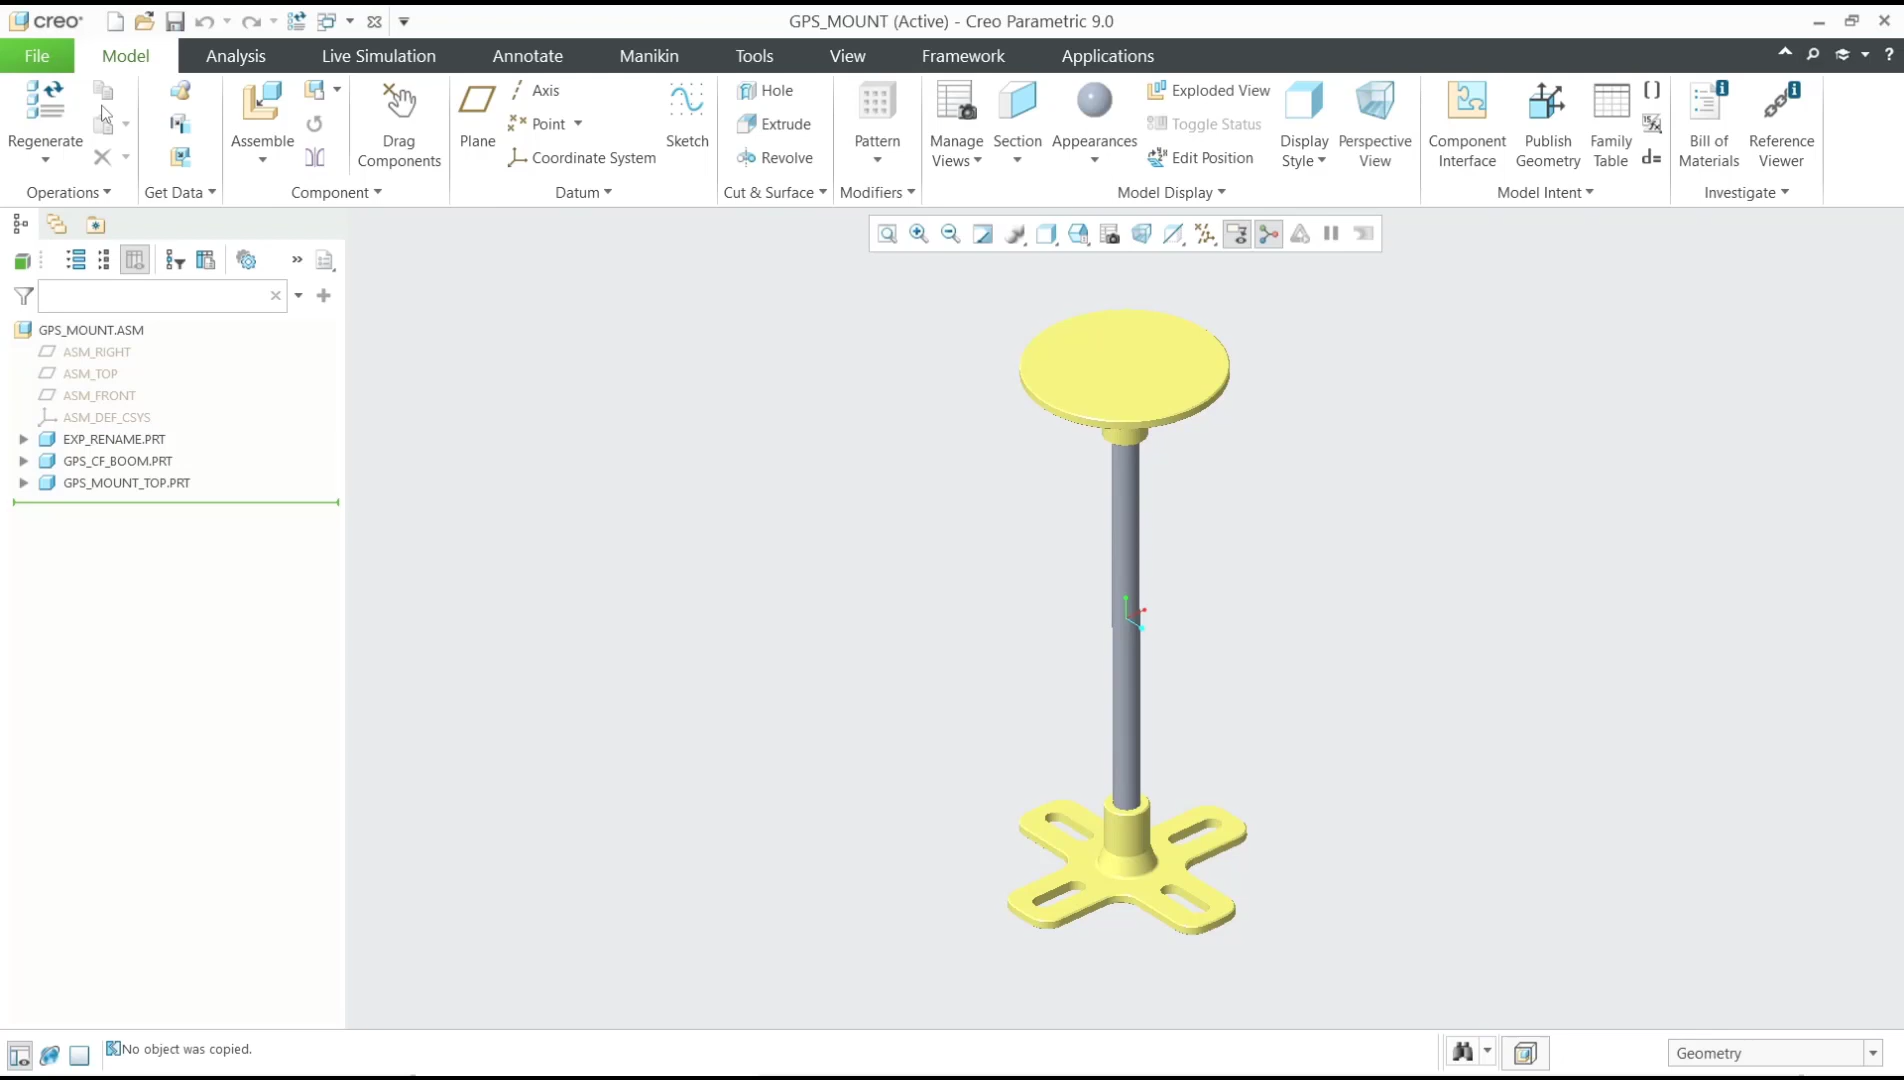 creo
GPS_MOUNT (Active) - Creo Parametric 9.0
File Model Analysis Live Simulation Annotate Manikin Tools View Framework Applications
Regenerate
Operations
Get Data
Assemble
Drag Components
Component
Plane
Axis
Point
Coordinate System
Sketch
Datum
Hole
Extrude
Revolve
Cut & Surface
Pattern
Modifiers
Manage Views
Section
Appearances
Exploded View
Toggle Status
Edit Position
Display Style
Perspective View
Model Display
Component Interface
Publish Geometry
Family Table
d=
Model Intent
Bill of Materials
Reference Viewer
Investigate
GPS_MOUNT.ASM
ASM_RIGHT
ASM_TOP
ASM_FRONT
ASM_DEF_CSYS
EXP_RENAME.PRT
GPS_CF_BOOM.PRT
GPS_MOUNT_TOP.PRT
No object was copied.
Geometry